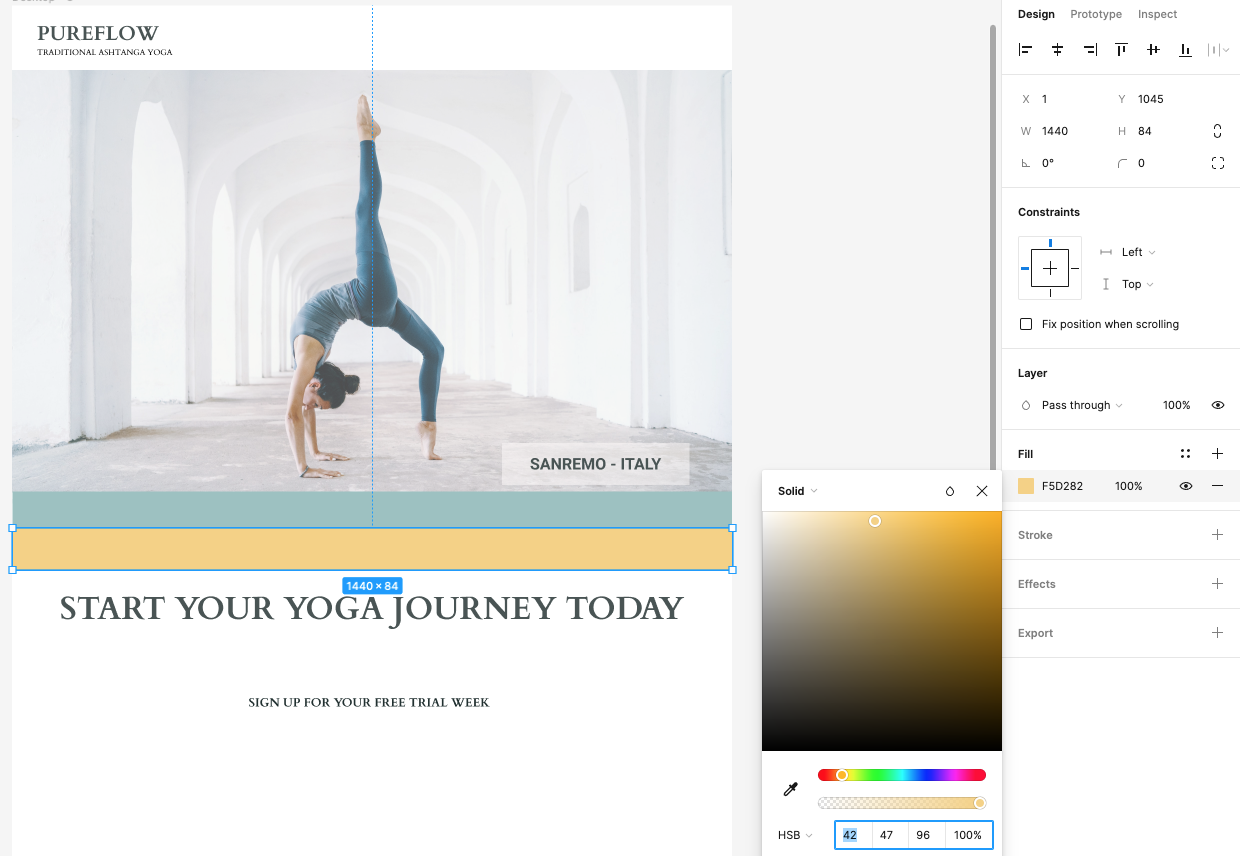 PUREFLOW
TRADITIONAL ASHTANGA YOGA
SANREMO - ITALY
1440 × 84
START YOUR YOGA JOURNEY TODAY
SIGN UP FOR YOUR FREE TRIAL WEEK
Design Prototype Inspect
X 1 Y 1045
W 1440 H 84
0° 0
Constraints
Left
Top
Fix position when scrolling
Layer
Pass through 100%
Fill
F5D282 100%
Stroke
Effects
Export
Solid
HSB 42 47 96 100%